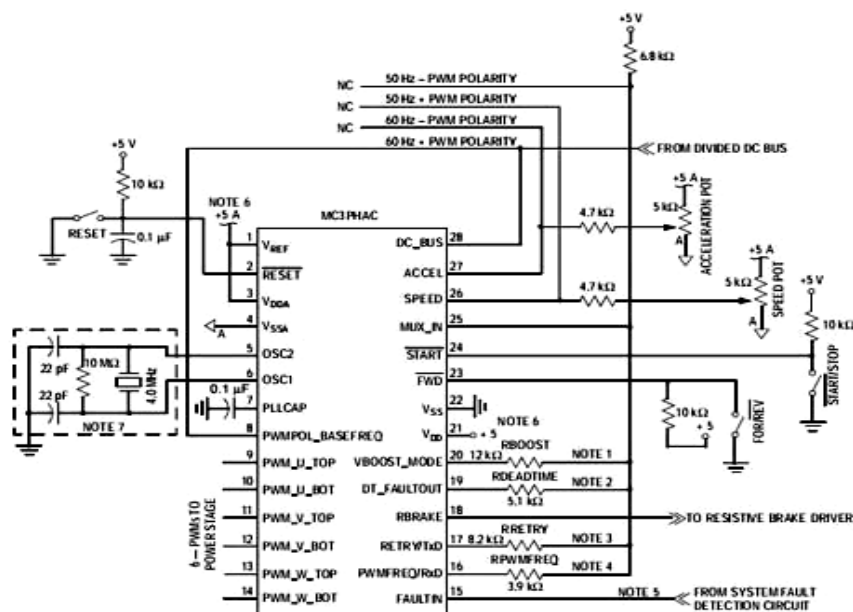 +5 V
6.8 kΩ
NC 50 Hz – PWM POLARITY
NC 50 Hz + PWM POLARITY
NC 60 Hz – PWM POLARITY
60 Hz + PWM POLARITY
FROM DIVIDED DC BUS
+5 V
10 kΩ
RESET
0.1 µF
NOTE 6
+5 A
MC3PHAC
+5 A
5 kΩ
A
ACCELERATION POT
4.7 kΩ
+5 A
5 kΩ
A
SPEED POT
4.7 kΩ
+5 V
10 kΩ
START/STOP
1 VREF
2 RESET
3 VDDA
A 4 VSSA
5 OSC2
6 OSC1
7 PLLCAP
8 PWMPOL_BASEFREQ
9 PWM_U_TOP
10 PWM_U_BOT
11 PWM_V_TOP
12 PWM_V_BOT
13 PWM_W_TOP
14 PWM_W_BOT
DC_BUS 28
ACCEL 27
SPEED 26
MUX_IN 25
START 24
FWD 23
VSS 22
VDD 21 +5 NOTE 6
VBOOST_MODE 20 12 kΩ RBOOST NOTE 1
DT_FAULTOUT 19 RDEADTIME 5.1 kΩ NOTE 2
RBRAKE 18 TO RESISTIVE BRAKE DRIVER
RETRY/TxD 17 8.2 kΩ RRETRY NOTE 3
PWMFREQ/RxD 16 RPWMFREQ 3.9 kΩ NOTE 4
FAULTIN 15 NOTE 5 FROM SYSTEM FAULT
DETECTION CIRCUIT
22 pF
10 MΩ
4.0 MHz
22 pF
NOTE 7
0.1 µF
10 kΩ
+5
FOR/REV
6—PWMs TO
POWER STAGE